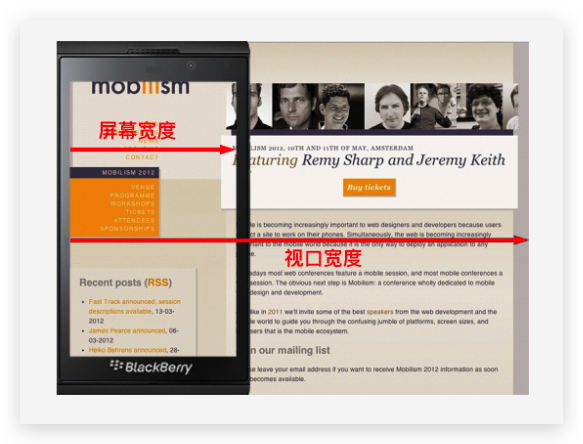 mobilism
屏幕宽度
CONTACT
MOBILISM 2012
VENUE
PROGRAMME
WORKSHOPS
TICKETS
ATTENDEES
SPONSORSHIPS
Recent posts (RSS)
Fast Track announced; session
descriptions available, 13-03-
2012
James Pearce announced, 06-
03-2012
Heiko Behrens announced, 28-
BlackBerry
MOBILISM 2012, 10TH AND 11TH OF MAY, AMSTERDAM
Featuring Remy Sharp and Jeremy Keith
Buy tickets
le is becoming increasingly important to web designers and developers because users
t a site to work on their phones. Simultaneously, the web is becoming increasingly
tant to the mobile world because it is the only way to deploy an application to any
视口宽度
days most web conferences feature a mobile session, and most mobile conferences a
session. The obvious next step is Mobilism: a conference wholly dedicated to mobile
design and development.
like in 2011 we'll invite some of the best speakers from the web development and the
le world to guide you through the confusing jumble of platforms, screen sizes, and
sers that is the mobile ecosystem.
n our mailing list
se leave your email address if you want to receive Mobilism 2012 information as soon
becomes available.